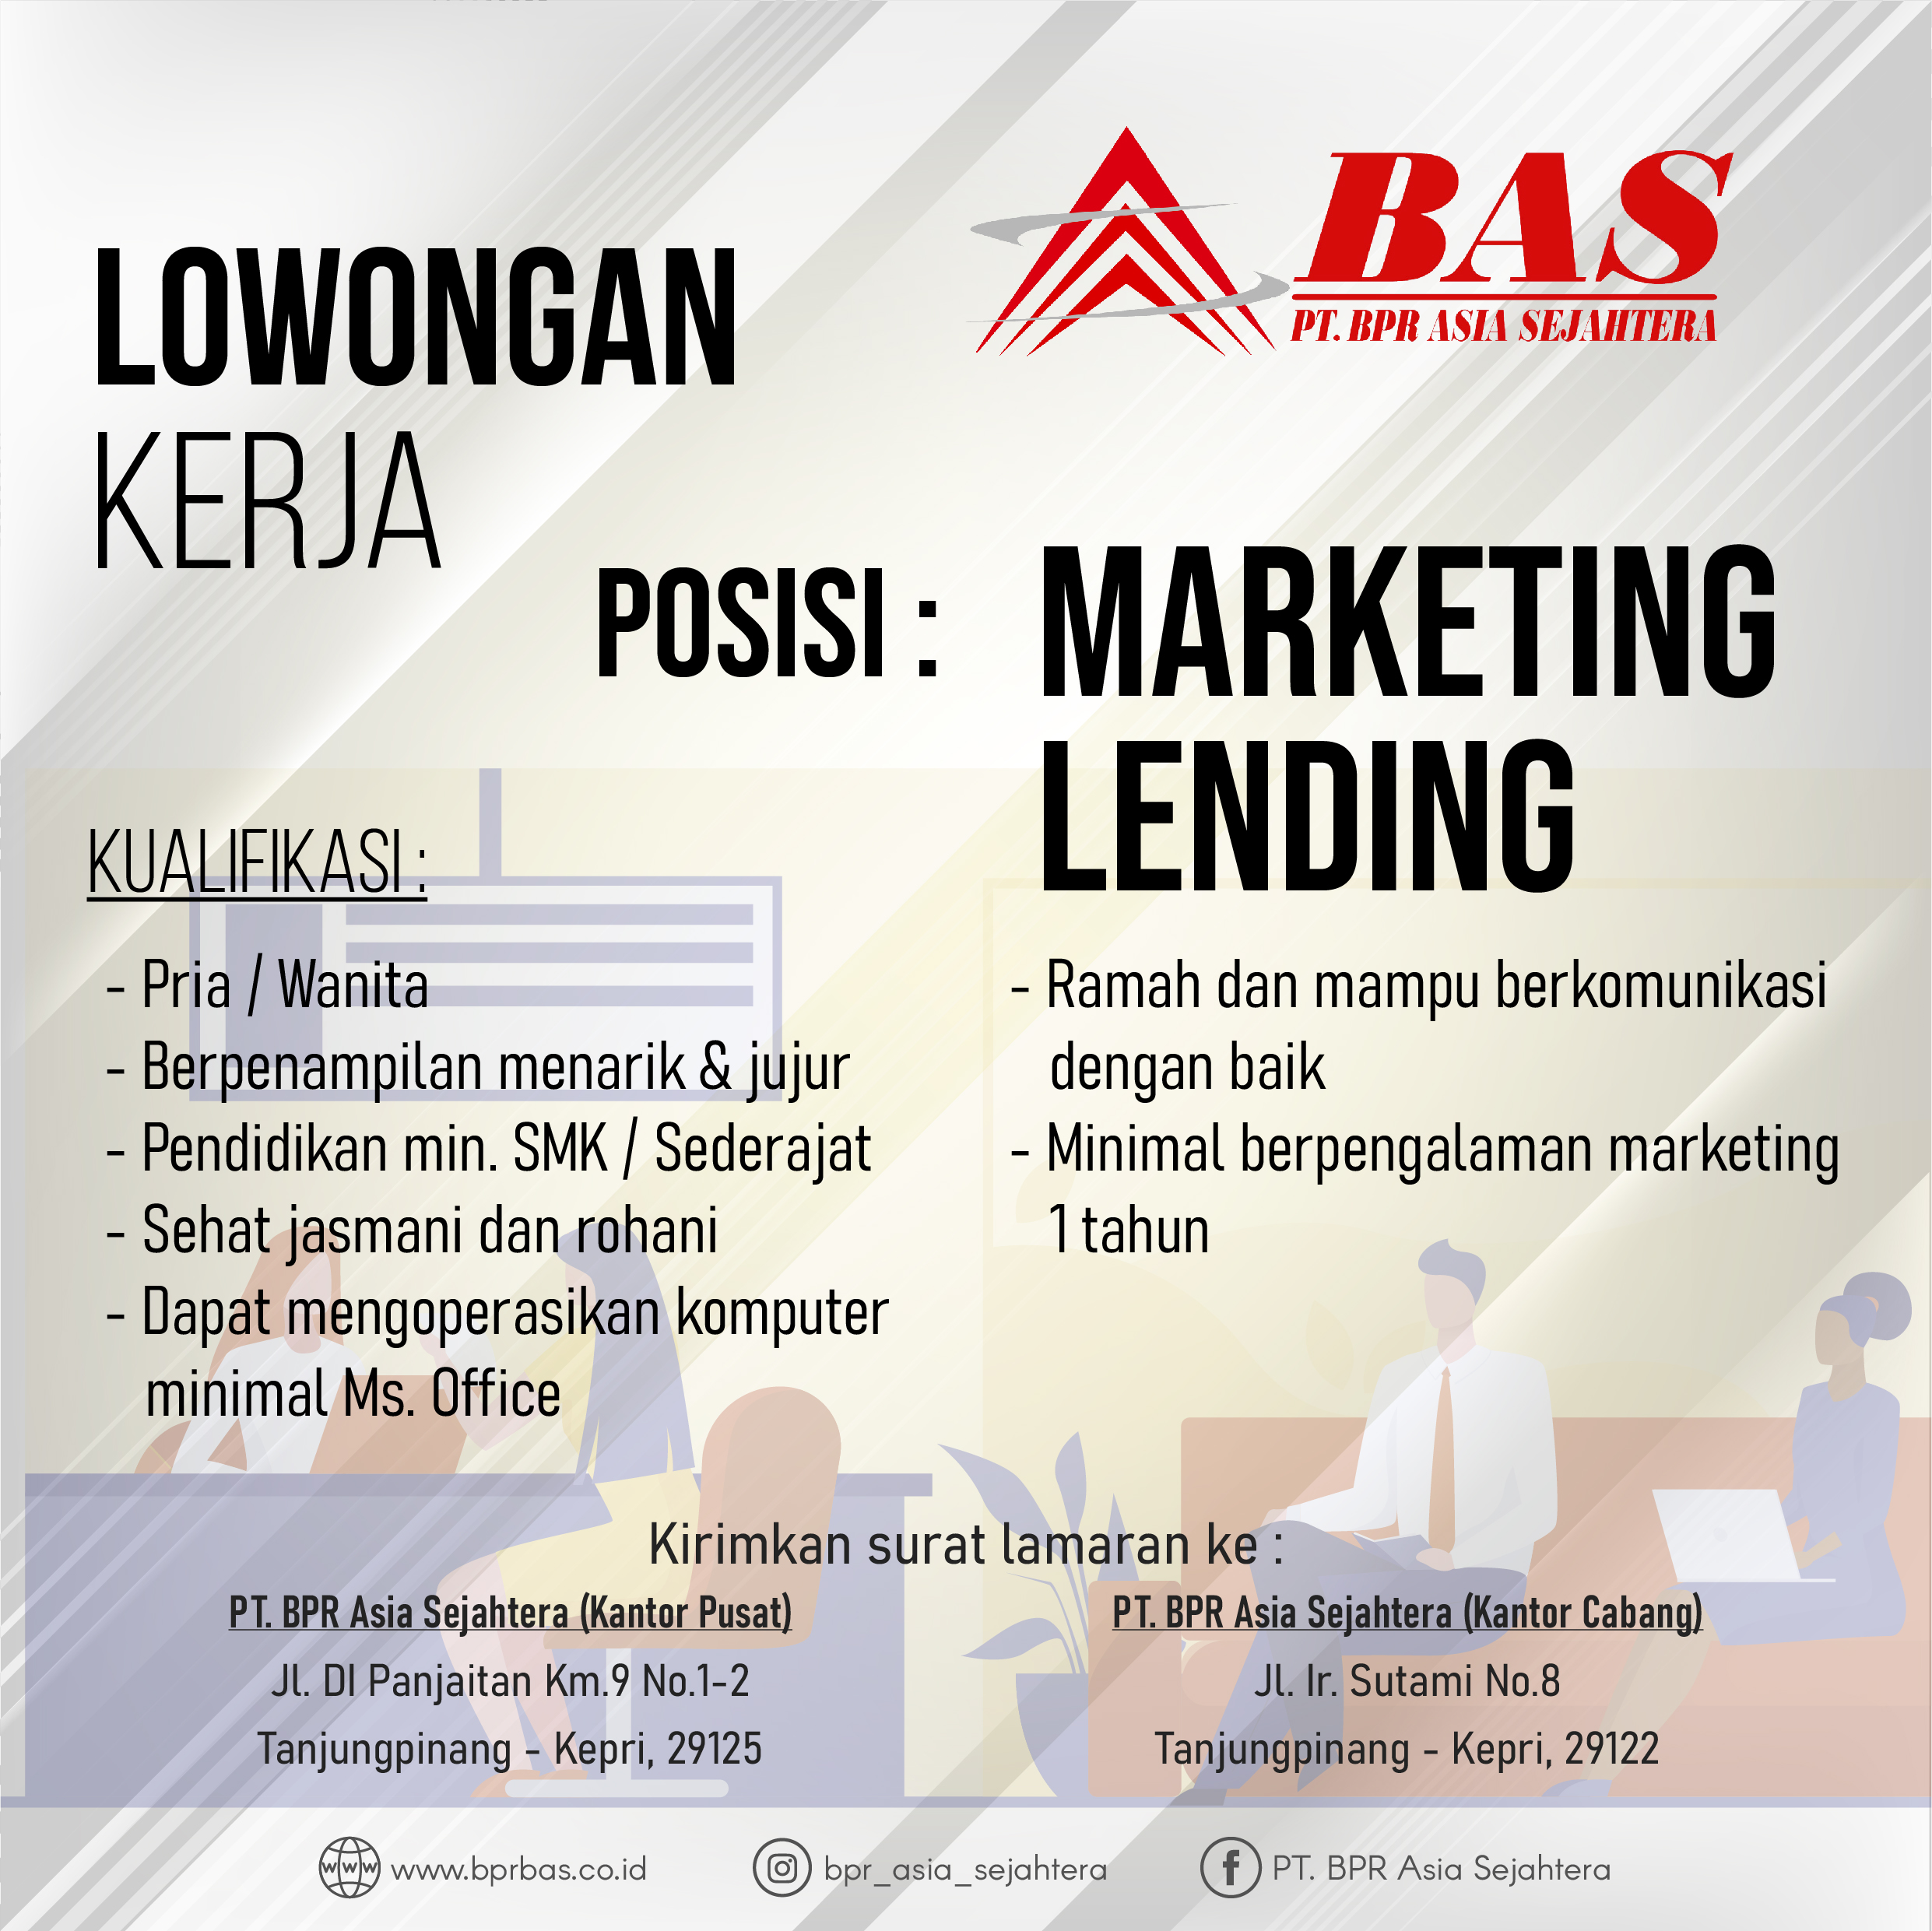 LOWONGAN
KERJA
BAS
PT. BPR ASIA SEJAHTERA
POSISI :
MARKETING
LENDING
KUALIFIKASI :
- Pria / Wanita
- Berpenampilan menarik & jujur
- Pendidikan min. SMK / Sederajat
- Sehat jasmani dan rohani
- Dapat mengoperasikan komputer
minimal Ms. Office
- Ramah dan mampu berkomunikasi
dengan baik
- Minimal berpengalaman marketing
1 tahun
Kirimkan surat lamaran ke :
PT. BPR Asia Sejahtera (Kantor Pusat)
Jl. DI Panjaitan Km.9 No.1-2
Tanjungpinang - Kepri, 29125
PT. BPR Asia Sejahtera (Kantor Cabang)
Jl. Ir. Sutami No.8
Tanjungpinang - Kepri, 29122
WWW www.bprbas.co.id
bpr_asia_sejahtera
PT. BPR Asia Sejahtera